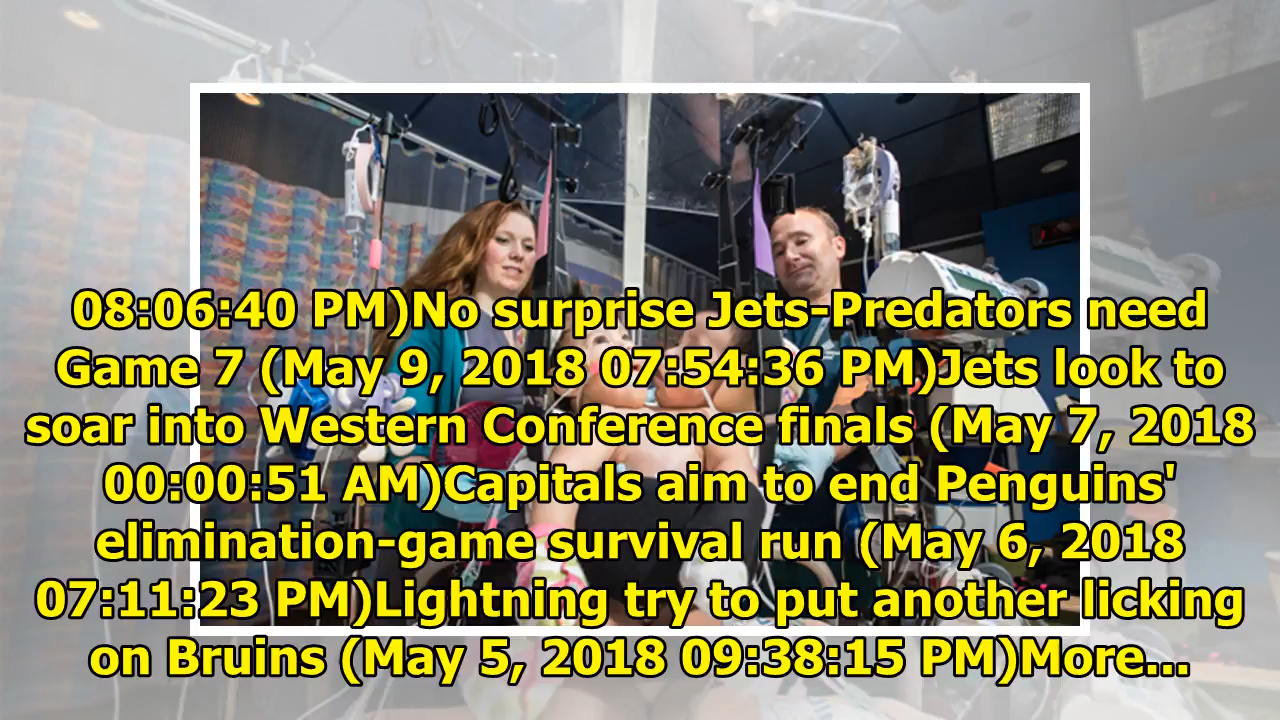 08:06:40 PM)No surprise Jets-Predators need
Game 7 (May 9, 2018 07:54:36 PM)Jets look to
soar into Western Conference finals (May 7, 2018
00:00:51 AM)Capitals aim to end Penguins'
elimination-game survival run (May 6, 2018
07:11:23 PM)Lightning try to put another licking
on Bruins (May 5, 2018 09:38:15 PM)More...